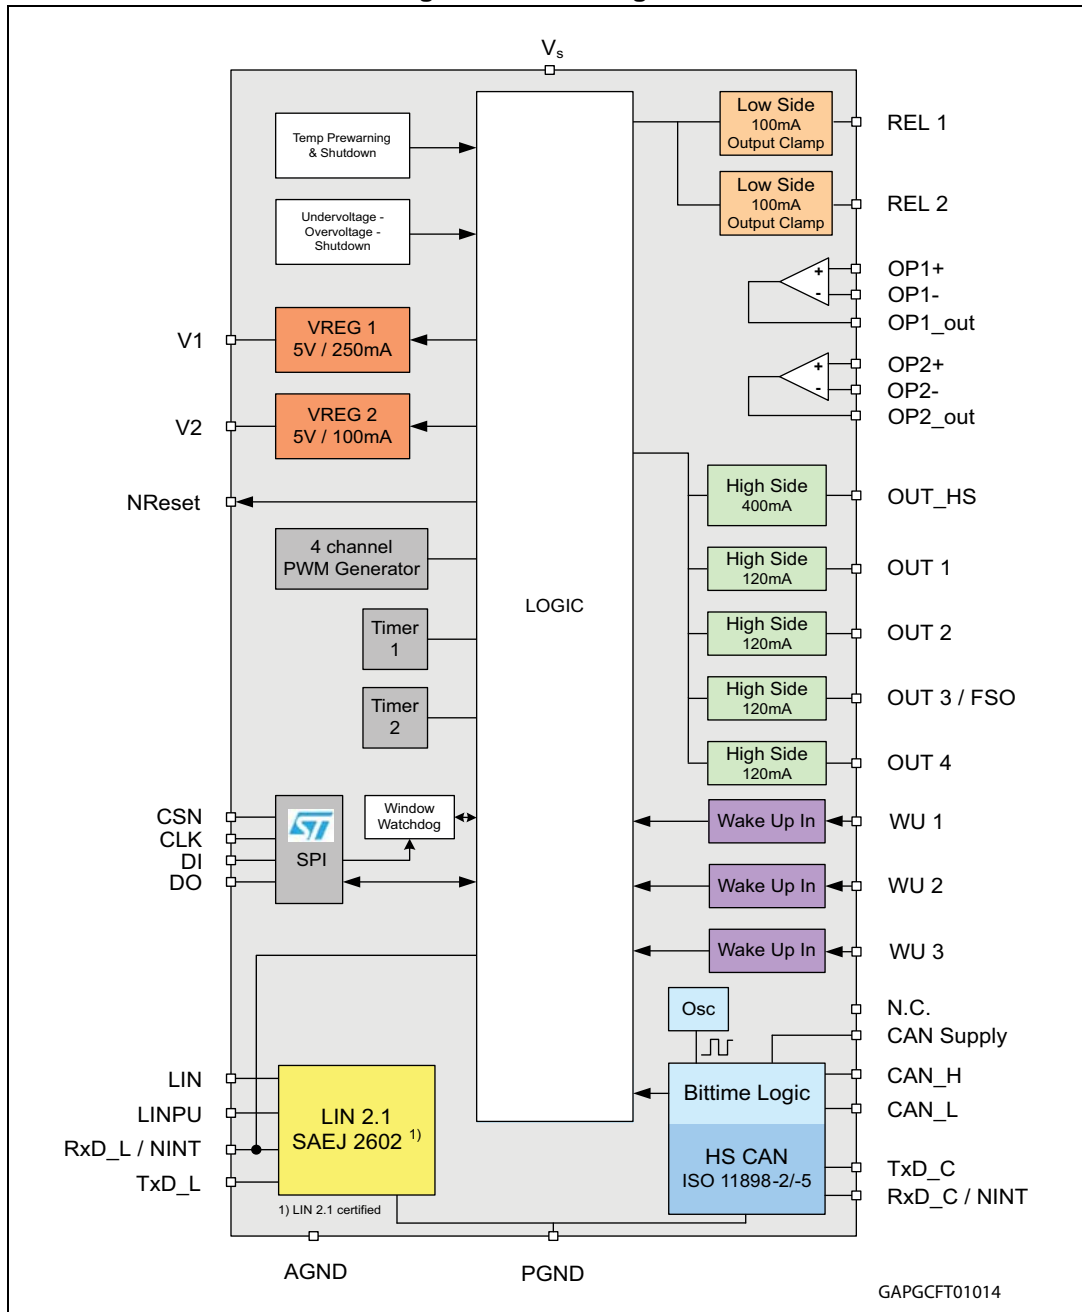 Vs
Temp Prewarning
& Shutdown
Undervoltage -
Overvoltage -
Shutdown
V1
VREG 1
5V / 250mA
V2
VREG 2
5V / 100mA
NReset
4 channel
PWM Generator
Timer
1
Timer
2
CSN
CLK
DI
DO
ST
SPI
Window
Watchdog
LIN
LINPU
RxD_L / NINT
TxD_L
LIN 2.1
SAEJ 2602 1)
1) LIN 2.1 certified
LOGIC
Low Side
100mA
Output Clamp
REL 1
Low Side
100mA
Output Clamp
REL 2
+
-
OP1+
OP1-
OP1_out
+
-
OP2+
OP2-
OP2_out
High Side
400mA
OUT_HS
High Side
120mA
OUT 1
High Side
120mA
OUT 2
High Side
120mA
OUT 3 / FSO
High Side
120mA
OUT 4
Wake Up In
WU 1
Wake Up In
WU 2
Wake Up In
WU 3
Osc
N.C.
CAN Supply
Bittime Logic
CAN_H
CAN_L
HS CAN
ISO 11898-2/-5
TxD_C
RxD_C / NINT
AGND
PGND
GAPGCFT01014